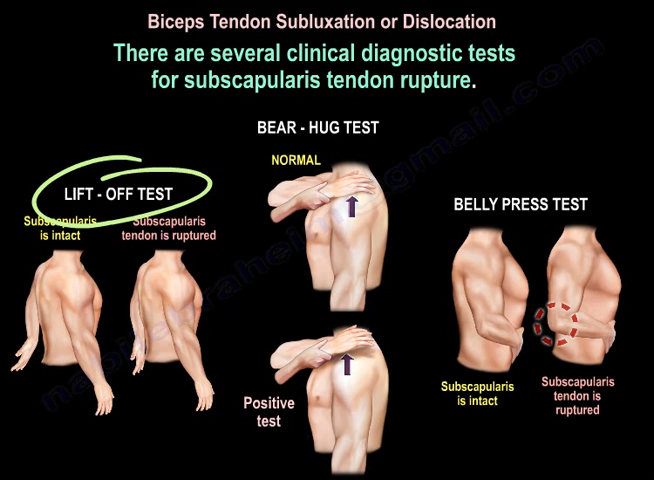 Biceps Tendon Subluxation or Dislocation
There are several clinical diagnostic tests
for subscapularis tendon rupture.
BEAR - HUG TEST
NORMAL
LIFT - OFF TEST
Subscapularis
is intact
Subscapularis
tendon is ruptured
BELLY PRESS TEST
Positive
test
Subscapularis
is intact
Subscapularis
tendon is
ruptured